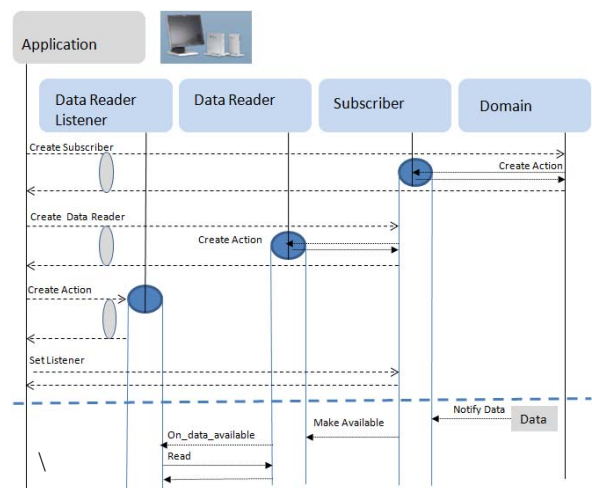 Application
Data Reader
Listener
Data Reader
Subscriber
Domain
Create Subscriber
Create Action
Create Data Reader
Create Action
Create Action
Set Listener
Notify Data
Data
Make Available
On_data_available
Read
\